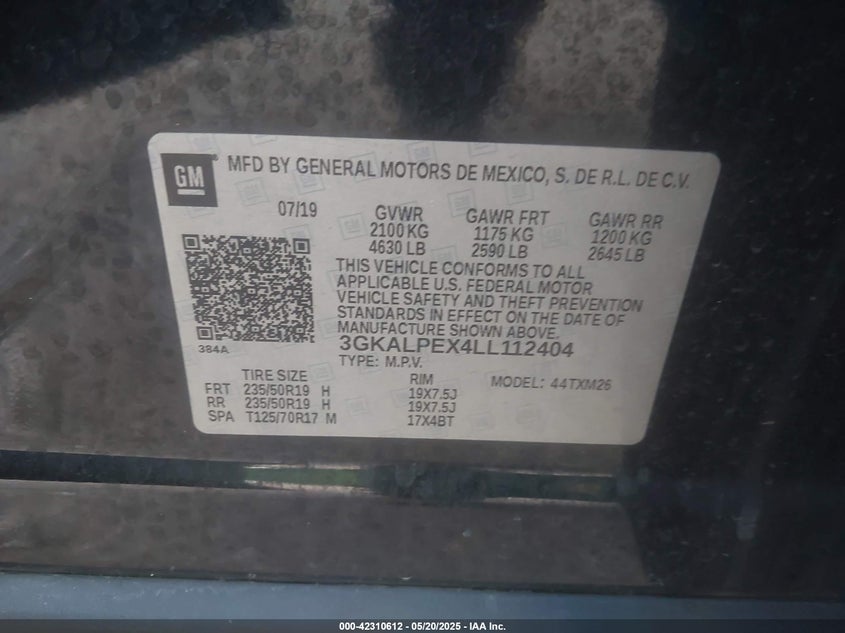 GM
MFD BY GENERAL MOTORS DE MEXICO, S. DE R.L. DE C.V.
07/19 GVWR GAWR FRT GAWR RR
2100 KG 1175 KG 1200 KG
4630 LB 2590 LB 2645 LB
THIS VEHICLE CONFORMS TO ALL
APPLICABLE U.S. FEDERAL MOTOR
VEHICLE SAFETY AND THEFT PREVENTION
STANDARDS IN EFFECT ON THE DATE OF
MANUFACTURE SHOWN ABOVE.
384A 3GKALPEX4LL112404
TYPE: M.P.V.
TIRE SIZE RIM MODEL: 44TXM26
FRT 235/50R19 H 19X7.5J
RR 235/50R19 H 19X7.5J
SPA T125/70R17 M 17X4BT
000-42310612 - 05/20/2025 - IAA Inc.